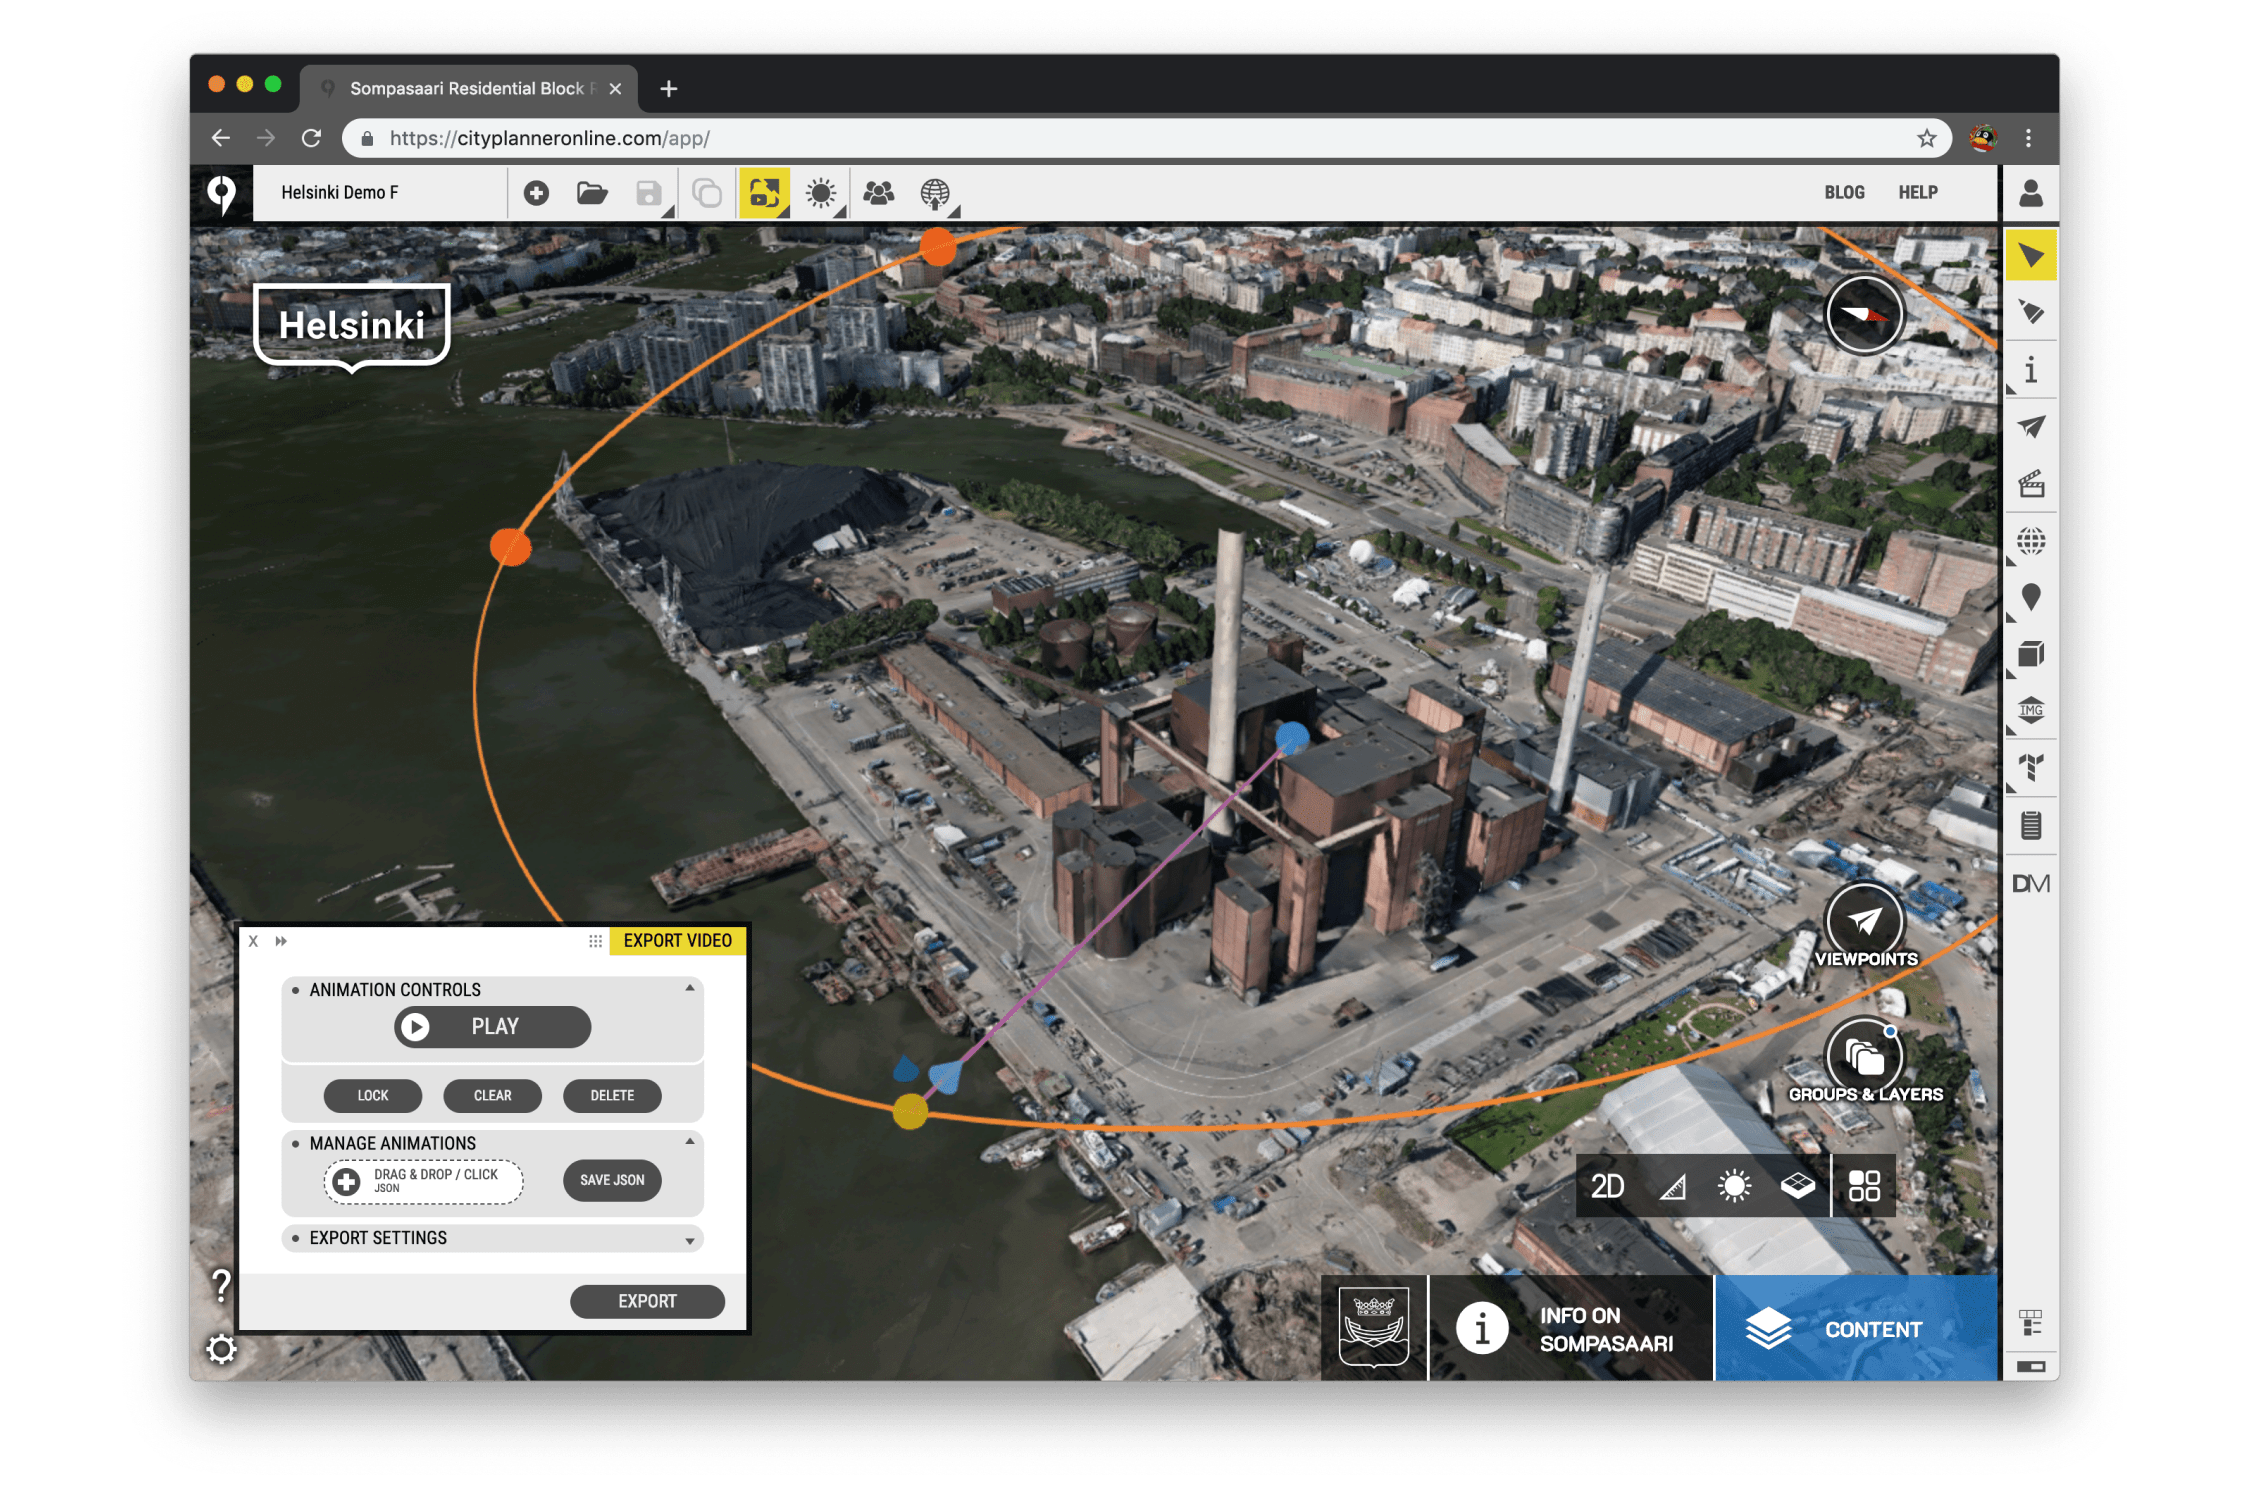 Sompasaari Residential Block R
https://cityplanneronline.com/app/
Helsinki Demo F
BLOG
HELP
Helsinki
IMG
DM
X
EXPORT VIDEO
ANIMATION CONTROLS
PLAY
LOCK
CLEAR
DELETE
MANAGE ANIMATIONS
DRAG & DROP / CLICK
JSON
SAVE JSON
EXPORT SETTINGS
EXPORT
?
VIEWPOINTS
GROUPS & LAYERS
2D
INFO ON
SOMPASAARI
CONTENT